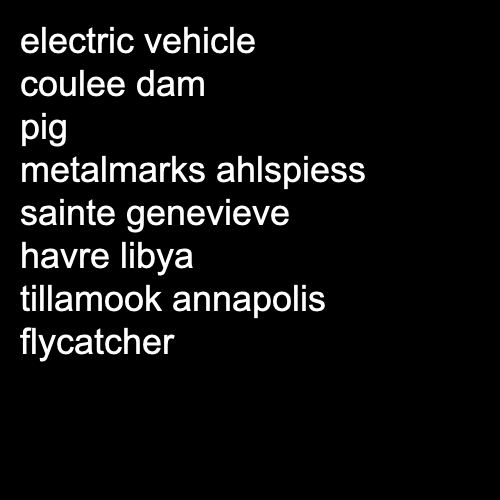 electric vehicle
coulee dam
pig
metalmarks ahlspiess
sainte genevieve
havre libya
tillamook annapolis
flycatcher